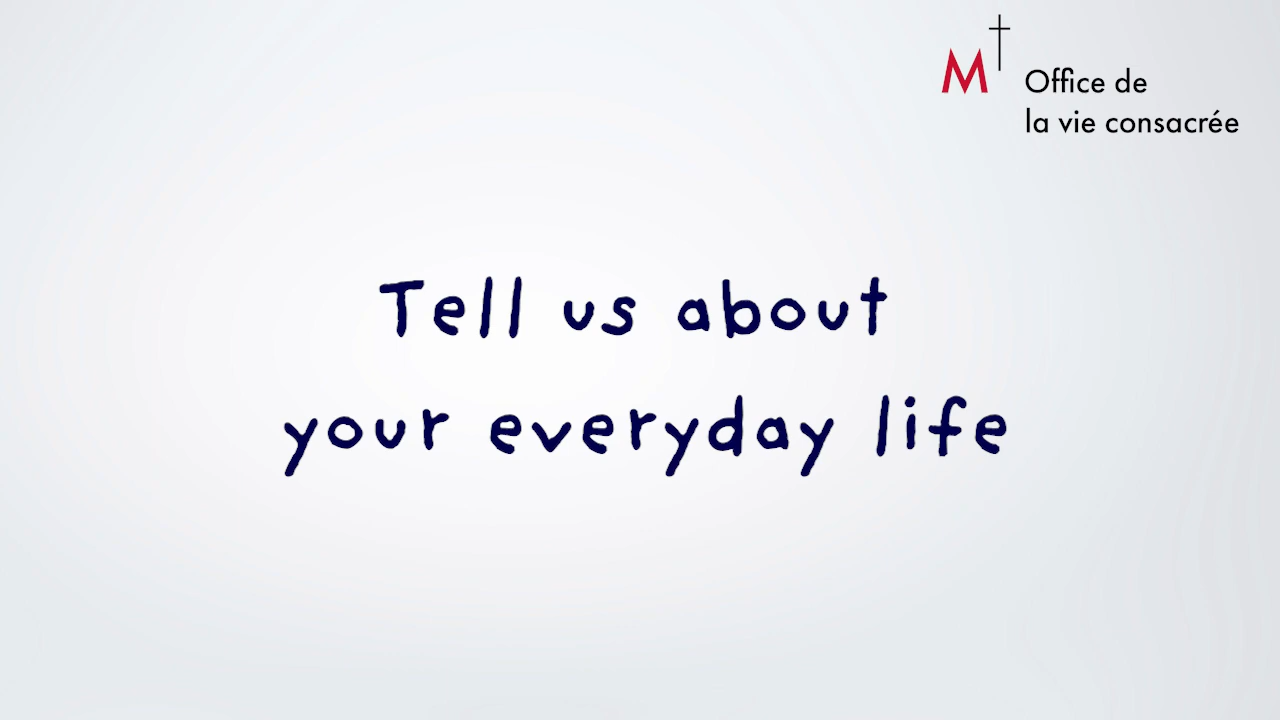 M
Office de
la vie consacrée
Tell us about
your everyday life